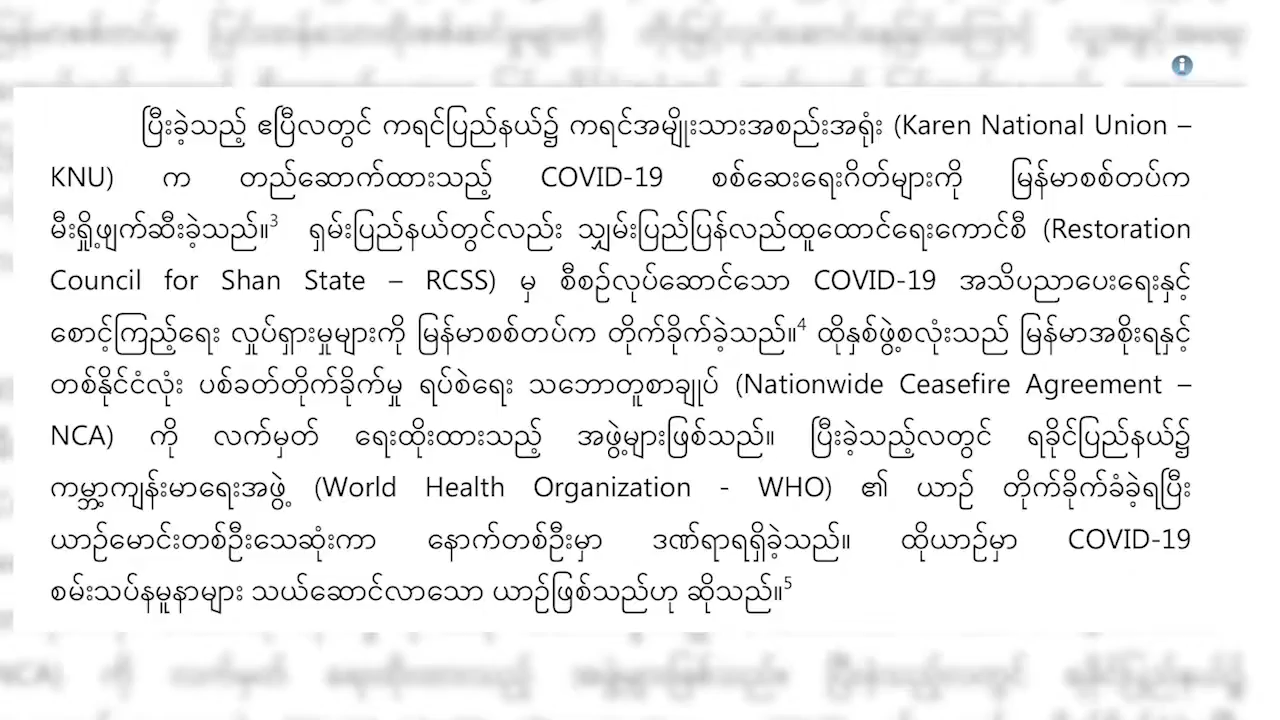 ပြီးခဲ့သည့် ဧပြီလတွင် ကရင်ပြည်နယ်၌ ကရင်အမျိုးသားအစည်းအရုံး (Karen National Union –
KNU) က တည်ဆောက်ထားသည့် COVID-19 စစ်ဆေးရေးဂိတ်များကို မြန်မာစစ်တပ်က
မီးရှို့ဖျက်ဆီးခဲ့သည်။³ ရှမ်းပြည်နယ်တွင်လည်း သျှမ်းပြည်ပြန်လည်ထူထောင်ရေးကောင်စီ (Restoration
Council for Shan State – RCSS) မှ စီစဉ်လုပ်ဆောင်သော COVID-19 အသိပညာပေးရေးနှင့်
စောင့်ကြည့်ရေး လှုပ်ရှားမှုများကို မြန်မာစစ်တပ်က တိုက်ခိုက်ခဲ့သည်။⁴ ထိုနှစ်ဖွဲ့စလုံးသည် မြန်မာအစိုးရနှင့်
တစ်နိုင်ငံလုံး ပစ်ခတ်တိုက်ခိုက်မှု ရပ်စဲရေး သဘောတူစာချုပ် (Nationwide Ceasefire Agreement –
NCA) ကို လက်မှတ် ရေးထိုးထားသည့် အဖွဲ့များဖြစ်သည်။ ပြီးခဲ့သည့်လတွင် ရခိုင်ပြည်နယ်၌
ကမ္ဘာ့ကျန်းမာရေးအဖွဲ့ (World Health Organization - WHO) ၏ ယာဉ် တိုက်ခိုက်ခံခဲ့ရပြီး
ယာဉ်မောင်းတစ်ဦးသေဆုံးကာ နောက်တစ်ဦးမှာ ဒဏ်ရာရရှိခဲ့သည်။ ထိုယာဉ်မှာ COVID-19
စမ်းသပ်နမူနာများ သယ်ဆောင်လာသော ယာဉ်ဖြစ်သည်ဟု ဆိုသည်။⁵